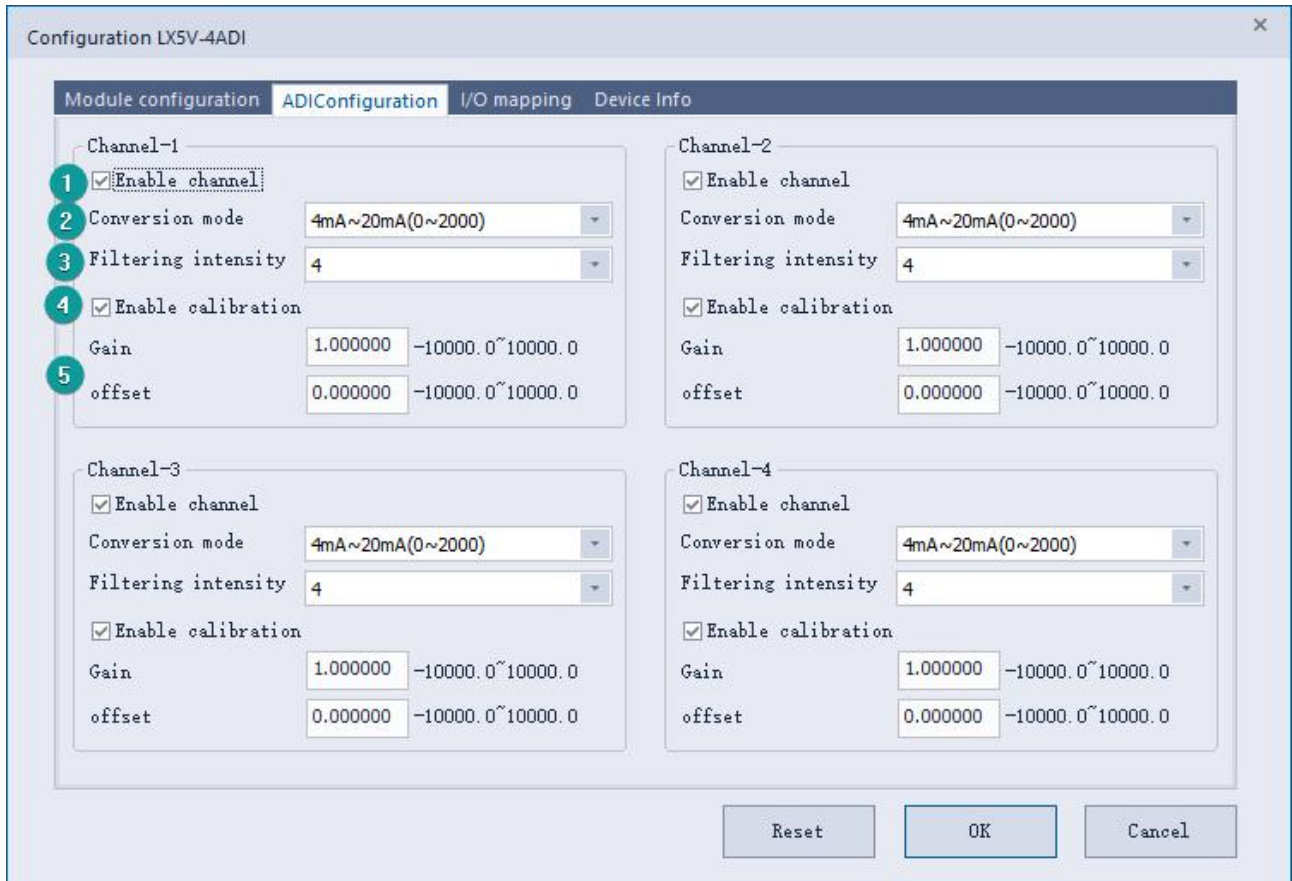 Configuration LX5V-4ADI
Module configuration ADIConfiguration I/O mapping Device Info
Channel-1
1 Enable channel
2 Conversion mode 4mA~20mA(0~2000)
3 Filtering intensity 4
4 Enable calibration
Gain 1.000000 -10000.0~10000.0
5
offset 0.000000 -10000.0~10000.0
Channel-2
Enable channel
Conversion mode 4mA~20mA(0~2000)
Filtering intensity 4
Enable calibration
Gain 1.000000 -10000.0~10000.0
offset 0.000000 -10000.0~10000.0
Channel-3
Enable channel
Conversion mode 4mA~20mA(0~2000)
Filtering intensity 4
Enable calibration
Gain 1.000000 -10000.0~10000.0
offset 0.000000 -10000.0~10000.0
Channel-4
Enable channel
Conversion mode 4mA~20mA(0~2000)
Filtering intensity 4
Enable calibration
Gain 1.000000 -10000.0~10000.0
offset 0.000000 -10000.0~10000.0
Reset OK Cancel